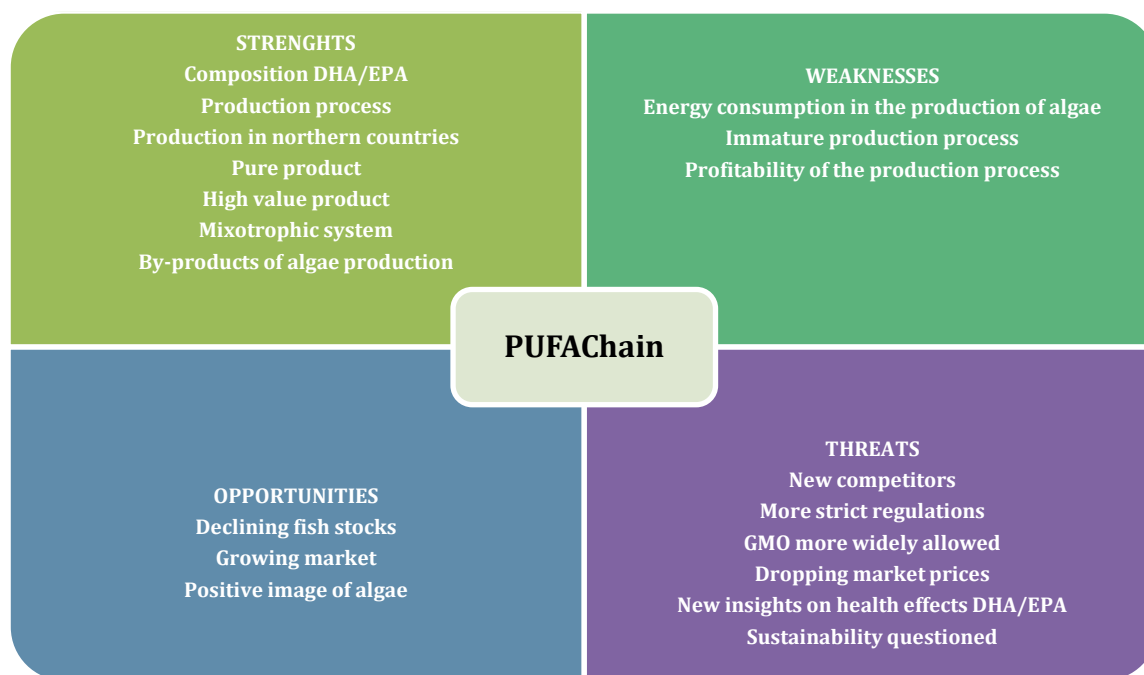 STRENGHTS
Composition DHA/EPA
Production process
Production in northern countries
Pure product
High value product
Mixotrophic system
By-products of algae production
WEAKNESSES
Energy consumption in the production of algae
Immature production process
Profitability of the production process
PUFAChain
OPPORTUNITIES
Declining fish stocks
Growing market
Positive image of algae
THREATS
New competitors
More strict regulations
GMO more widely allowed
Dropping market prices
New insights on health effects DHA/EPA
Sustainability questioned